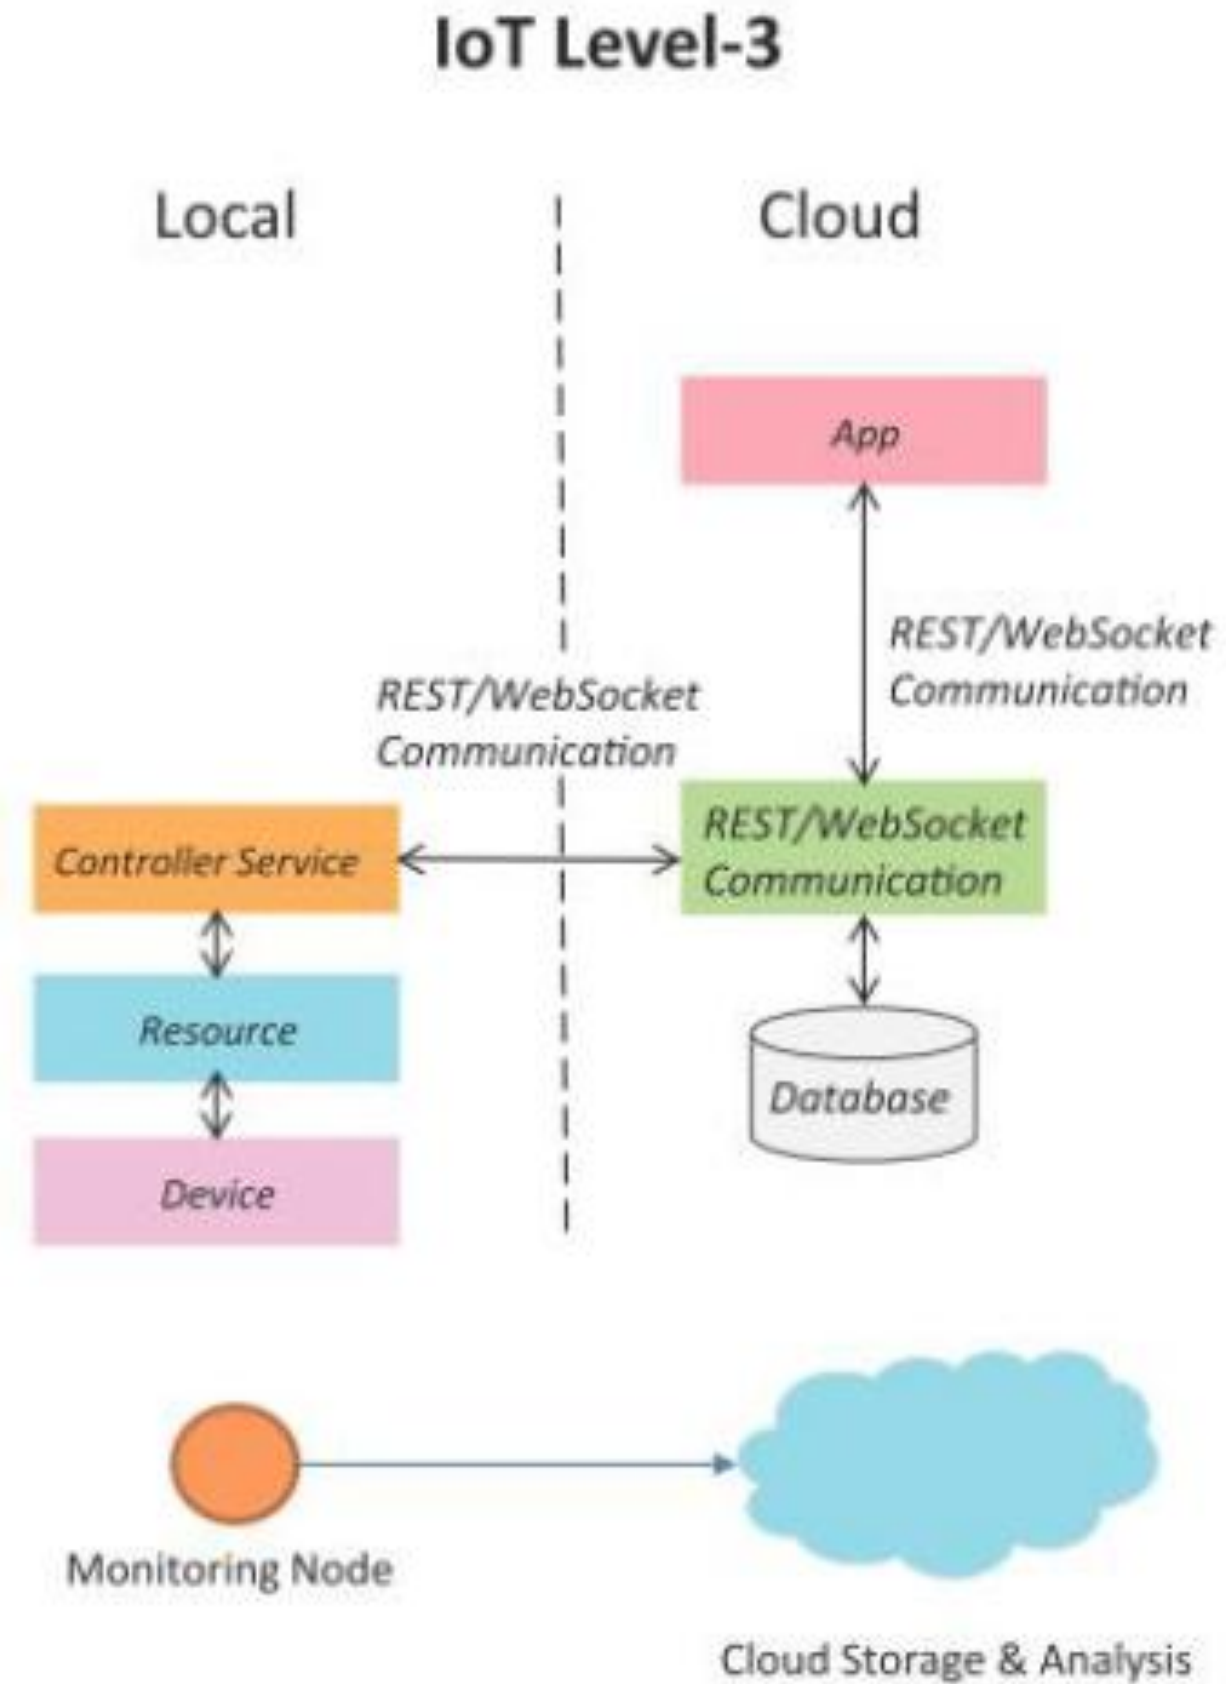 IoT Level-3
Local
Cloud
App
REST/WebSocket
Communication
REST/WebSocket
Communication
Controller Service
REST/WebSocket
Communication
Resource
Database
Device
Monitoring Node
Cloud Storage & Analysis